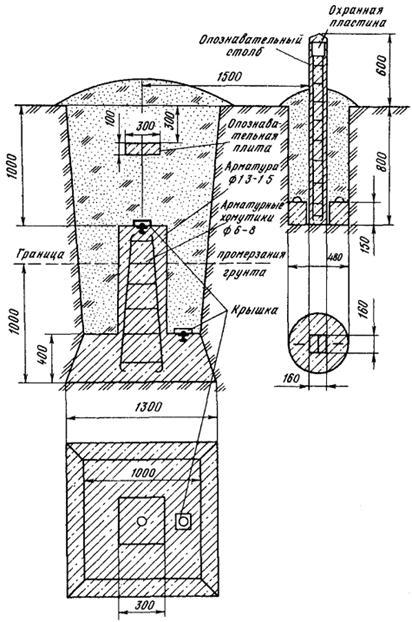 Охранная
пластина
Опознавательный
столб
1500
600
100
300
300
Опознава-
тельная
плита
1000
800
Арматура
ф13-15
Арматурные
хомутики
ф6-8
150
Граница
промерзания
грунта
480
1000
400
Крышка
160
160
1300
1000
300